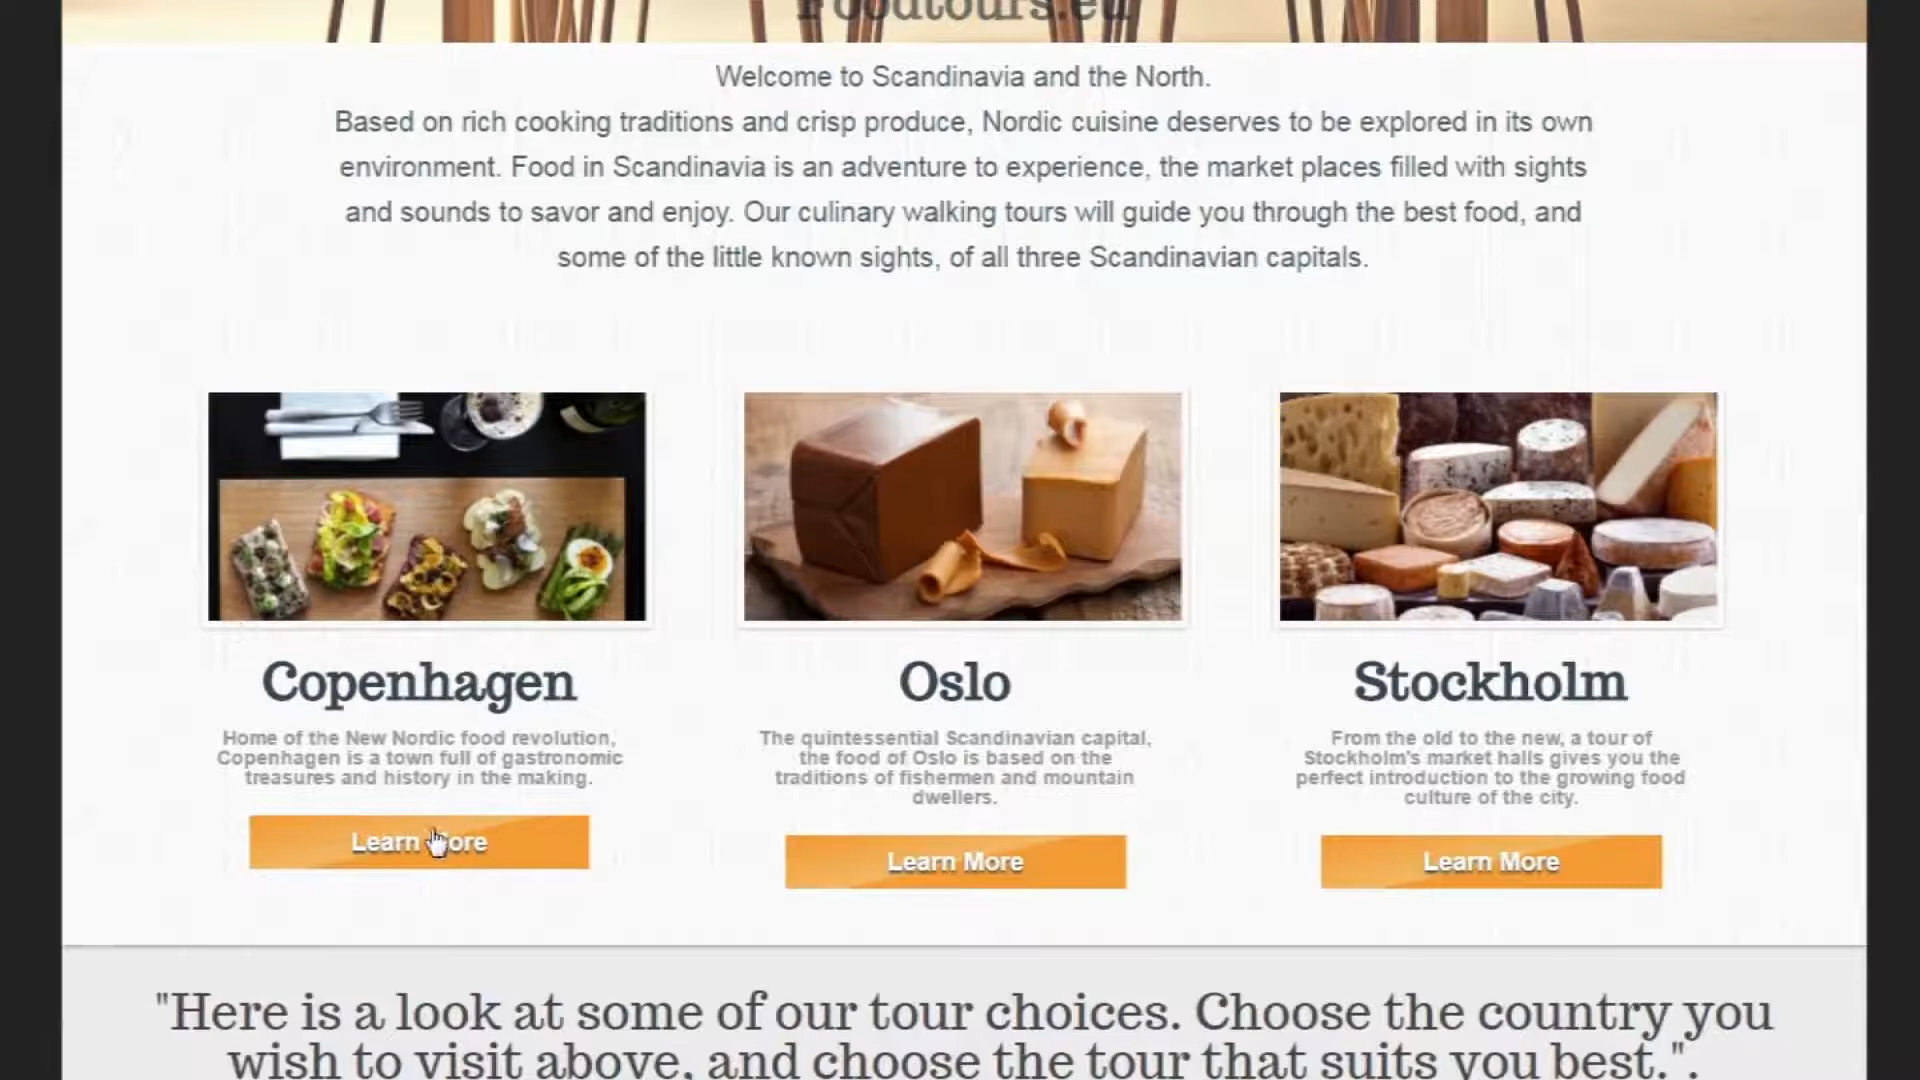 Foodtours.eu
Welcome to Scandinavia and the North.
Based on rich cooking traditions and crisp produce, Nordic cuisine deserves to be explored in its own
environment. Food in Scandinavia is an adventure to experience, the market places filled with sights
and sounds to savor and enjoy. Our culinary walking tours will guide you through the best food, and
some of the little known sights, of all three Scandinavian capitals.
Copenhagen
Home of the New Nordic food revolution,
Copenhagen is a town full of gastronomic
treasures and history in the making.
Learn More
Oslo
The quintessential Scandinavian capital,
the food of Oslo is based on the
traditions of fishermen and mountain
dwellers.
Learn More
Stockholm
From the old to the new, a tour of
Stockholm's market halls gives you the
perfect introduction to the growing food
culture of the city.
Learn More
"Here is a look at some of our tour choices. Choose the country you
wish to visit above, and choose the tour that suits you best.".